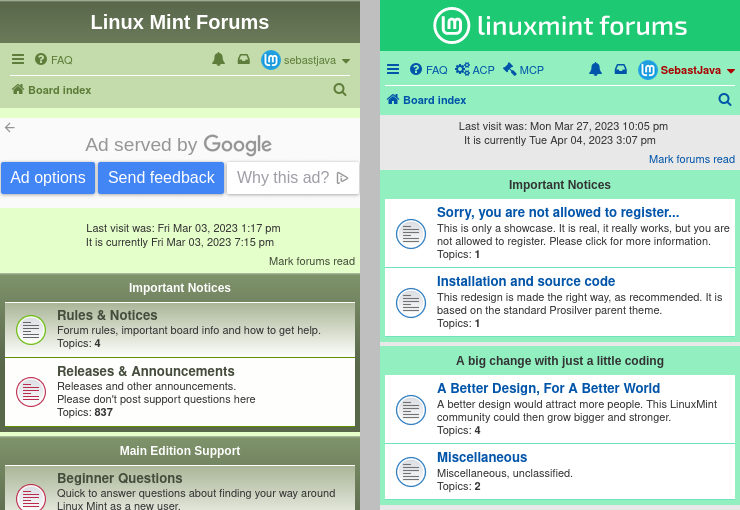 Linux Mint Forums
FAQ
sebastjava
Board index
Ad served by Google
Ad options
Send feedback
Why this ad?
Last visit was: Fri Mar 03, 2023 1:17 pm
It is currently Fri Mar 03, 2023 7:15 pm
Mark forums read
Important Notices
Rules & Notices
Forum rules, important board info and how to get help.
Topics: 4
Releases & Announcements
Releases and other announcements.
Please don't post support questions here
Topics: 837
Main Edition Support
Beginner Questions
Quick to answer questions about finding your way around
Linux Mint as a new user.
linuxmint forums
FAQ ACP MCP
SebastJava
Board index
Last visit was: Mon Mar 27, 2023 10:05 pm
It is currently Tue Apr 04, 2023 3:07 pm
Mark forums read
Important Notices
Sorry, you are not allowed to register...
This is only a showcase. It is real, it really works, but you are
not allowed to register. Please click for more information.
Topics: 1
Installation and source code
This redesign is made the right way, as recommended. It is
based on the standard Prosilver parent theme.
Topics: 1
A big change with just a little coding
A Better Design, For A Better World
A better design would attract more people. This LinuxMint
community could then grow bigger and stronger.
Topics: 4
Miscellaneous
Miscellaneous, unclassified.
Topics: 2